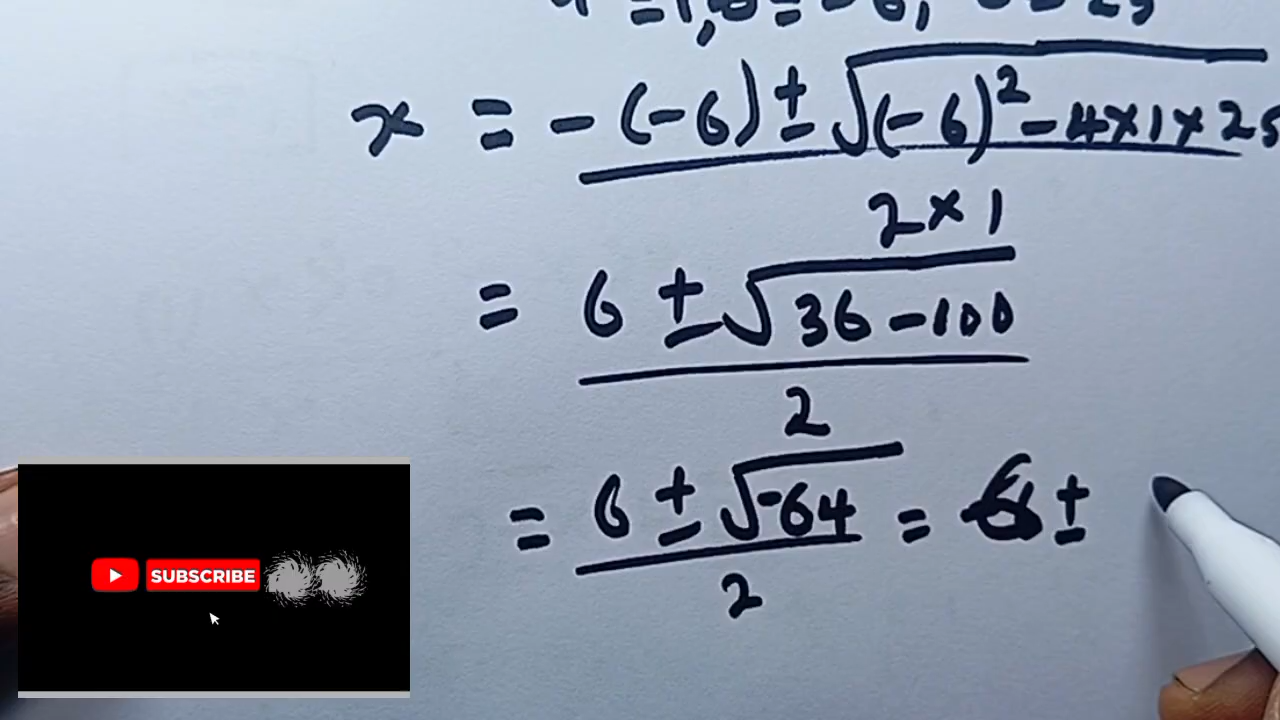 x = -(-6) ± √(-6)² - 4×1×25
2×1
= 6 ± √36-100
2
= 6 ± √-64 = 6 ±
2
SUBSCRIBE